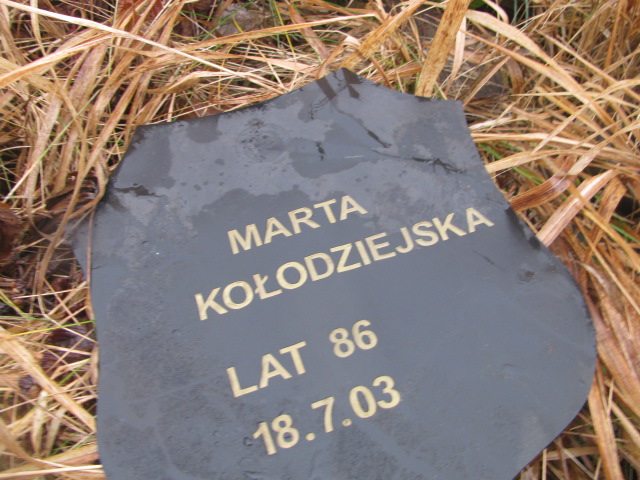 MARTA
KOŁODZIEJSKA
LAT 86
18.7.03